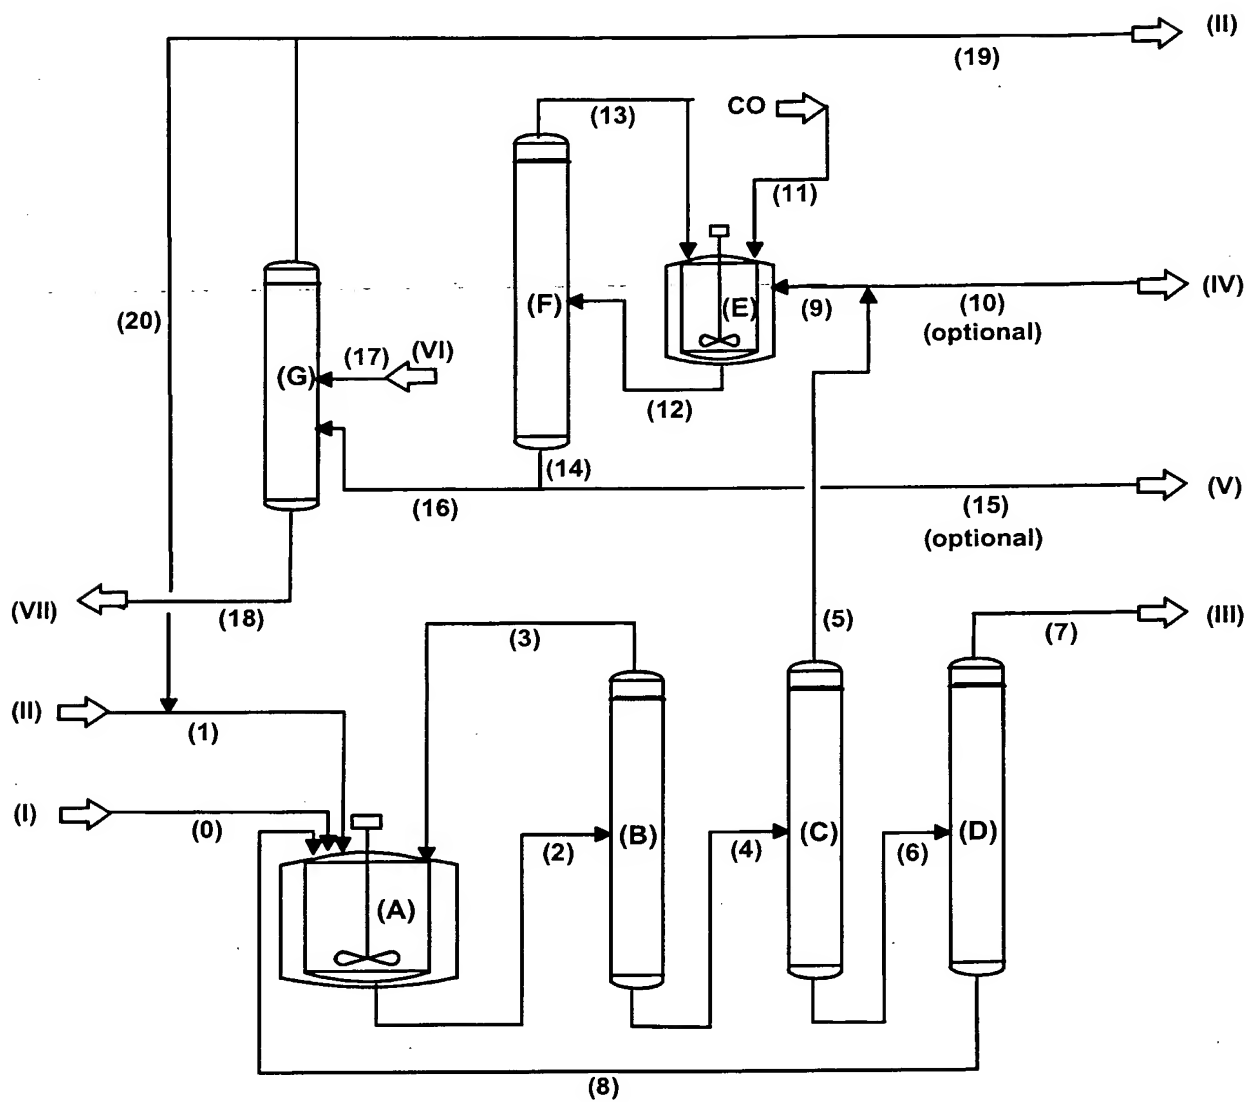 (II)
(19)
(13)
CO
(11)
(20)
(F)
(E)
(9)
(10)
(optional)
(IV)
(17)
(VI)
(G)
(12)
(14)
(16)
(15)
(optional)
(V)
(VII)
(18)
(3)
(5)
(7)
(III)
(II)
(1)
(I)
(0)
(2)
(B)
(4)
(C)
(6)
(D)
(A)
(8)